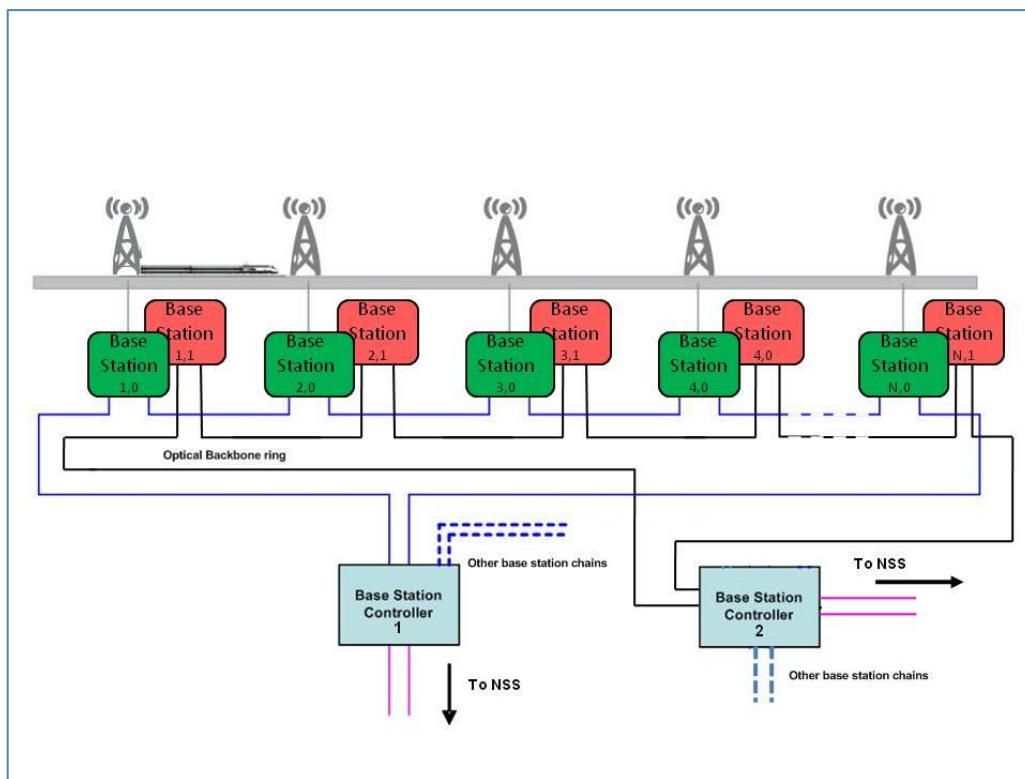 Base
Station
1,1
Base
Station
2,1
Base
Station
3,1
Base
Station
4,0
Base
Station
N,1
Base
Station
1,0
Base
Station
2,0
Base
Station
3,0
Base
Station
4,0
Base
Station
N,0
Optical Backbone ring
Other base station chains
To NSS
Base Station
Controller
1
Base Station
Controller
2
To NSS
Other base station chains